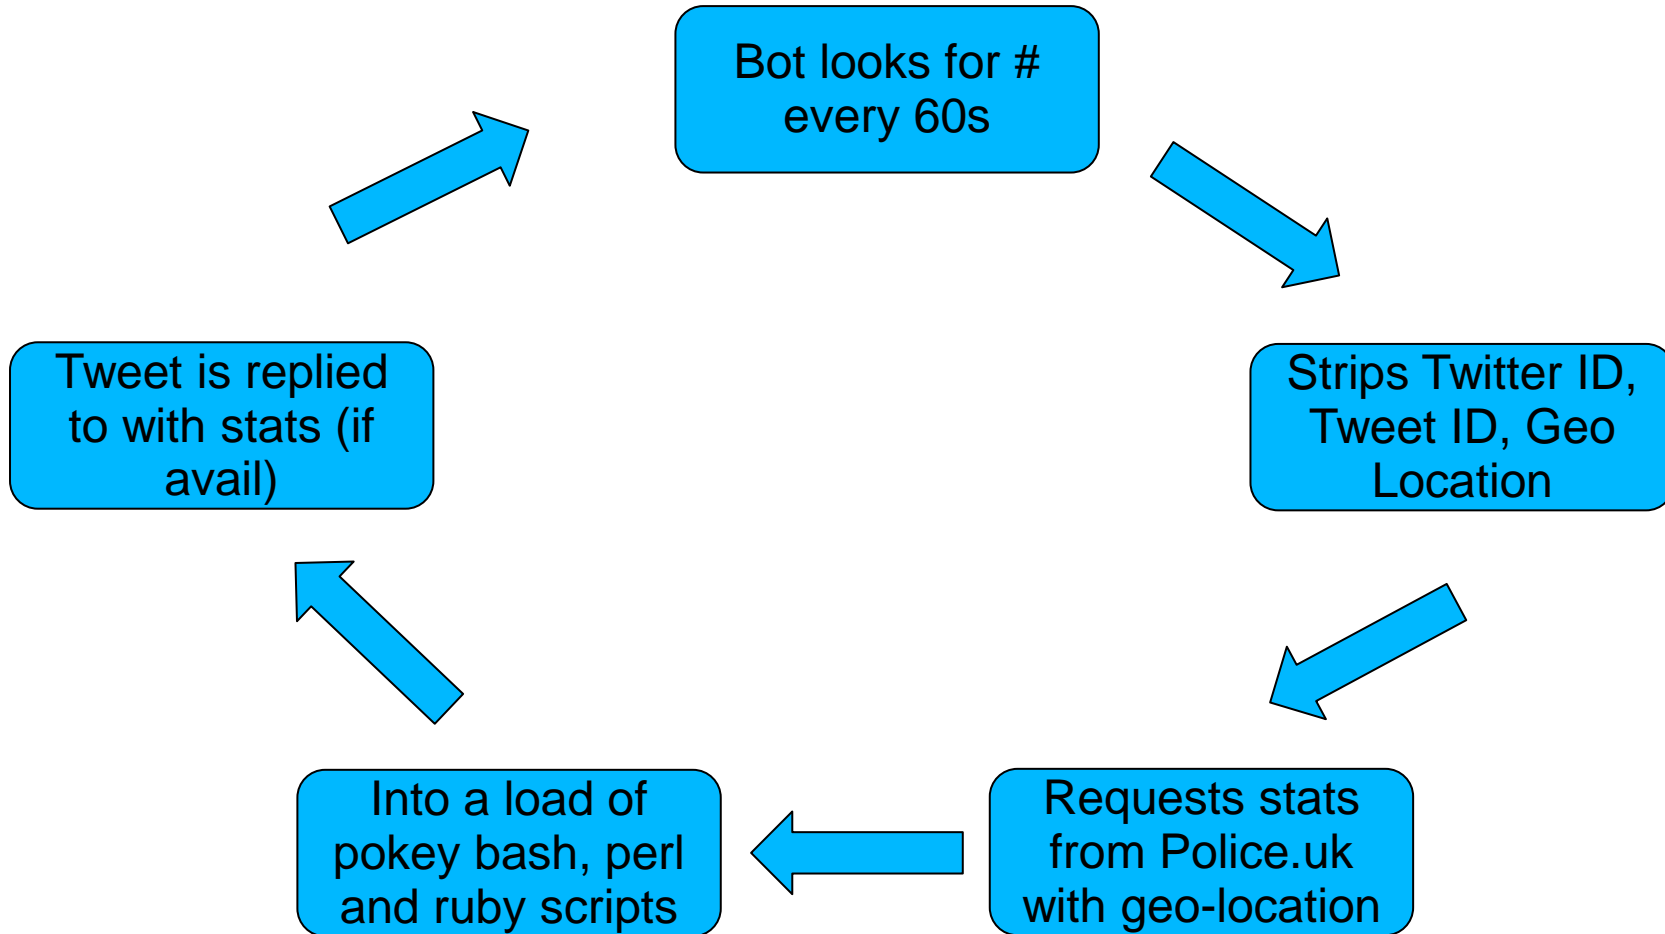 Bot looks for #
every 60s
Strips Twitter ID,
Tweet ID, Geo
Location
Requests stats
from Police.uk
with geo-location
Into a load of
pokey bash, perl
and ruby scripts
Tweet is replied
to with stats (if
avail)